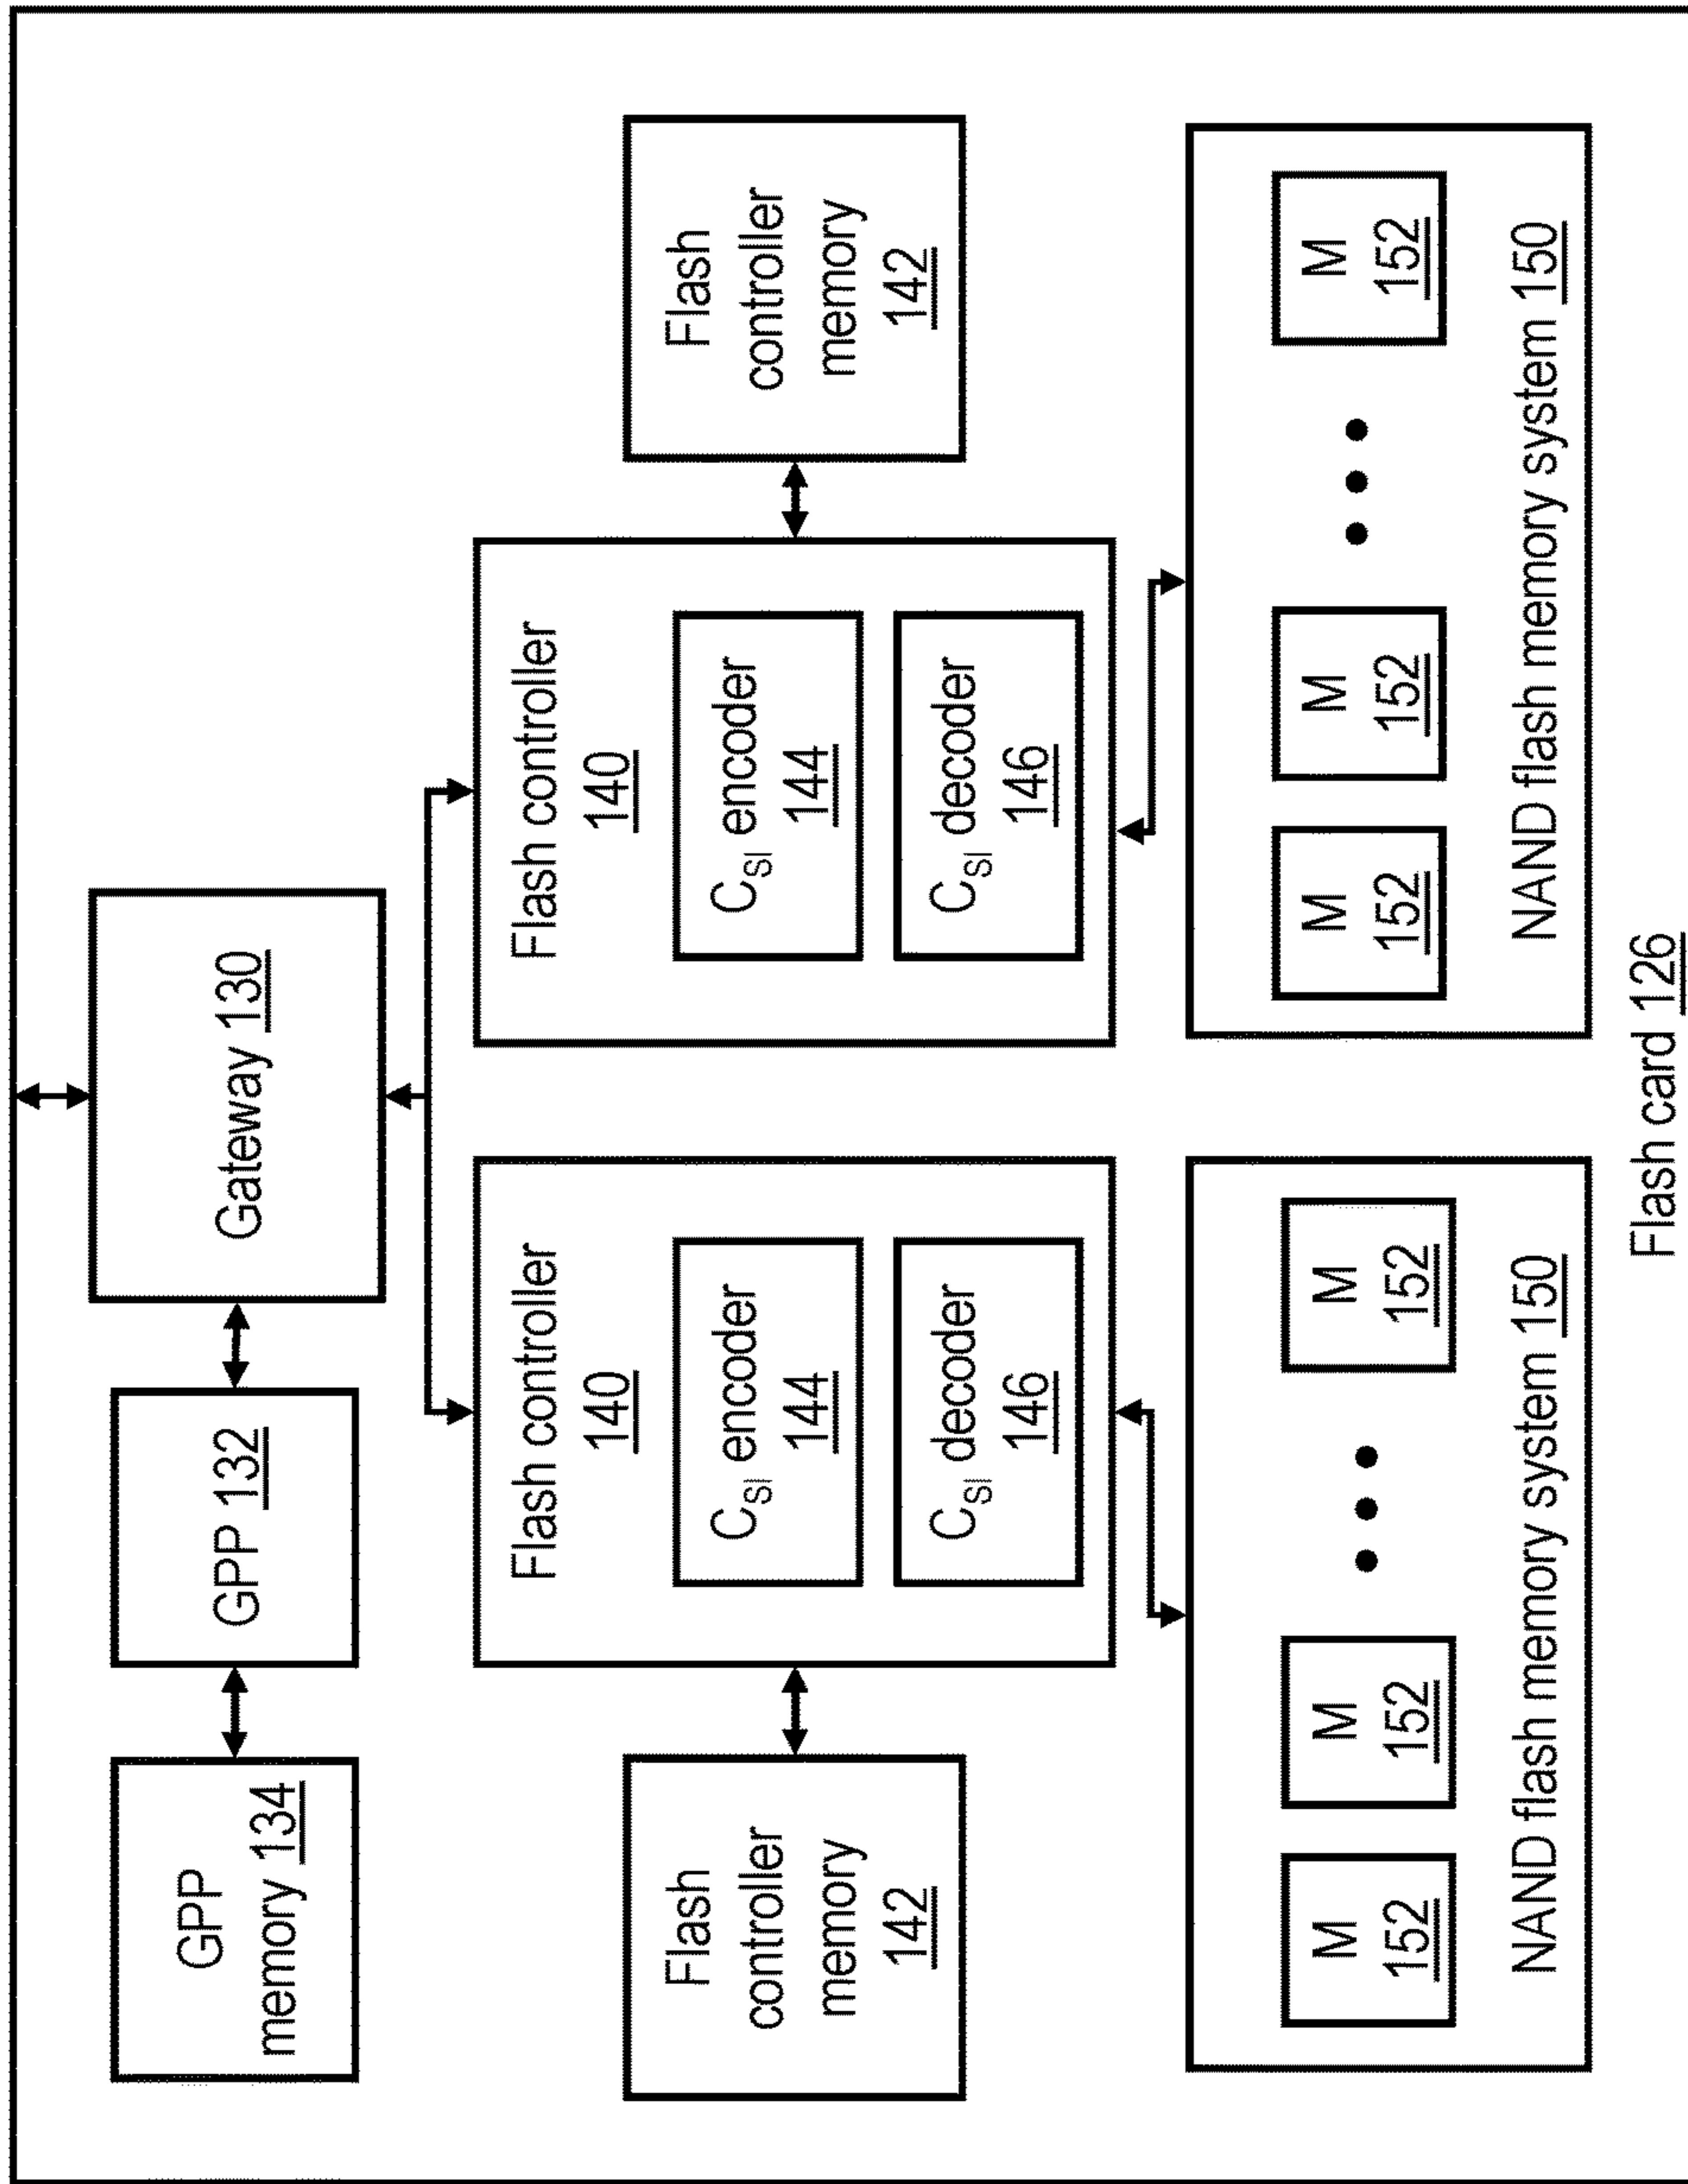 GPP
memory 134
GPP 132
Gateway 130
Flash
controller
memory
142
Flash controller
140
C_SI encoder
144
C_SI decoder
146
Flash controller
140
C_SI encoder
144
C_SI decoder
146
Flash
controller
memory
142
M
152
M
152
M
152
NAND flash memory system 150
M
152
M
152
M
152
NAND flash memory system 150
Flash card 126